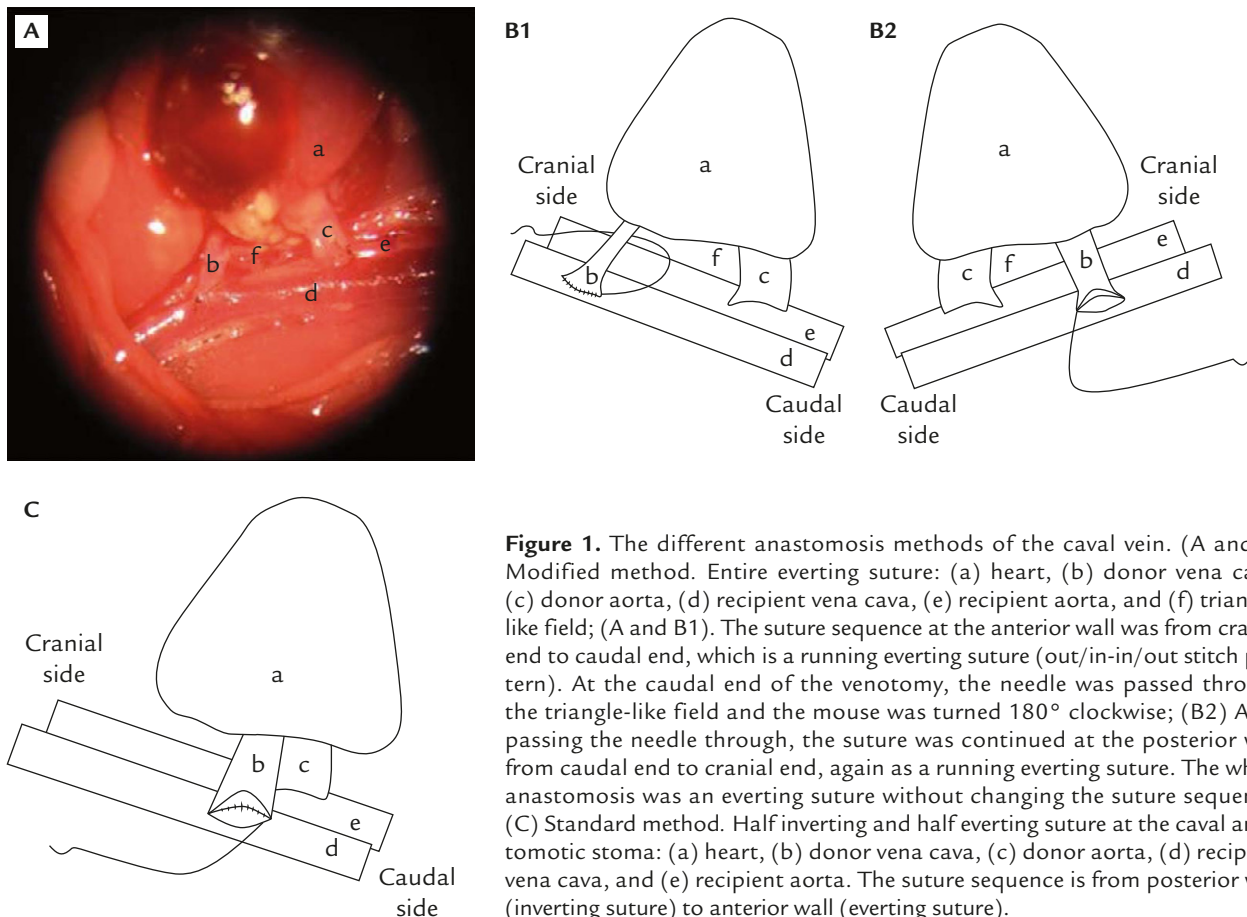 A
a
b
c
d
e
f
B1
a
Cranial
side
b
f
c
e
d
Caudal
side
B2
a
Cranial
side
c
f
b
e
d
Caudal
side
C
a
Cranial
side
b
c
e
d
Caudal
side
Figure 1. The different anastomosis methods of the caval vein. (A and
Modified method. Entire everting suture: (a) heart, (b) donor vena ca
(c) donor aorta, (d) recipient vena cava, (e) recipient aorta, and (f) trian
like field; (A and B1). The suture sequence at the anterior wall was from cra
end to caudal end, which is a running everting suture (out/in-in/out stitch p
tern). At the caudal end of the venotomy, the needle was passed thro
the triangle-like field and the mouse was turned 180° clockwise; (B2) A
passing the needle through, the suture was continued at the posterior w
from caudal end to cranial end, again as a running everting suture. The wh
anastomosis was an everting suture without changing the suture sequen
(C) Standard method. Half inverting and half everting suture at the caval an
tomotic stoma: (a) heart, (b) donor vena cava, (c) donor aorta, (d) recip
vena cava, and (e) recipient aorta. The suture sequence is from posterior w
(inverting suture) to anterior wall (everting suture).